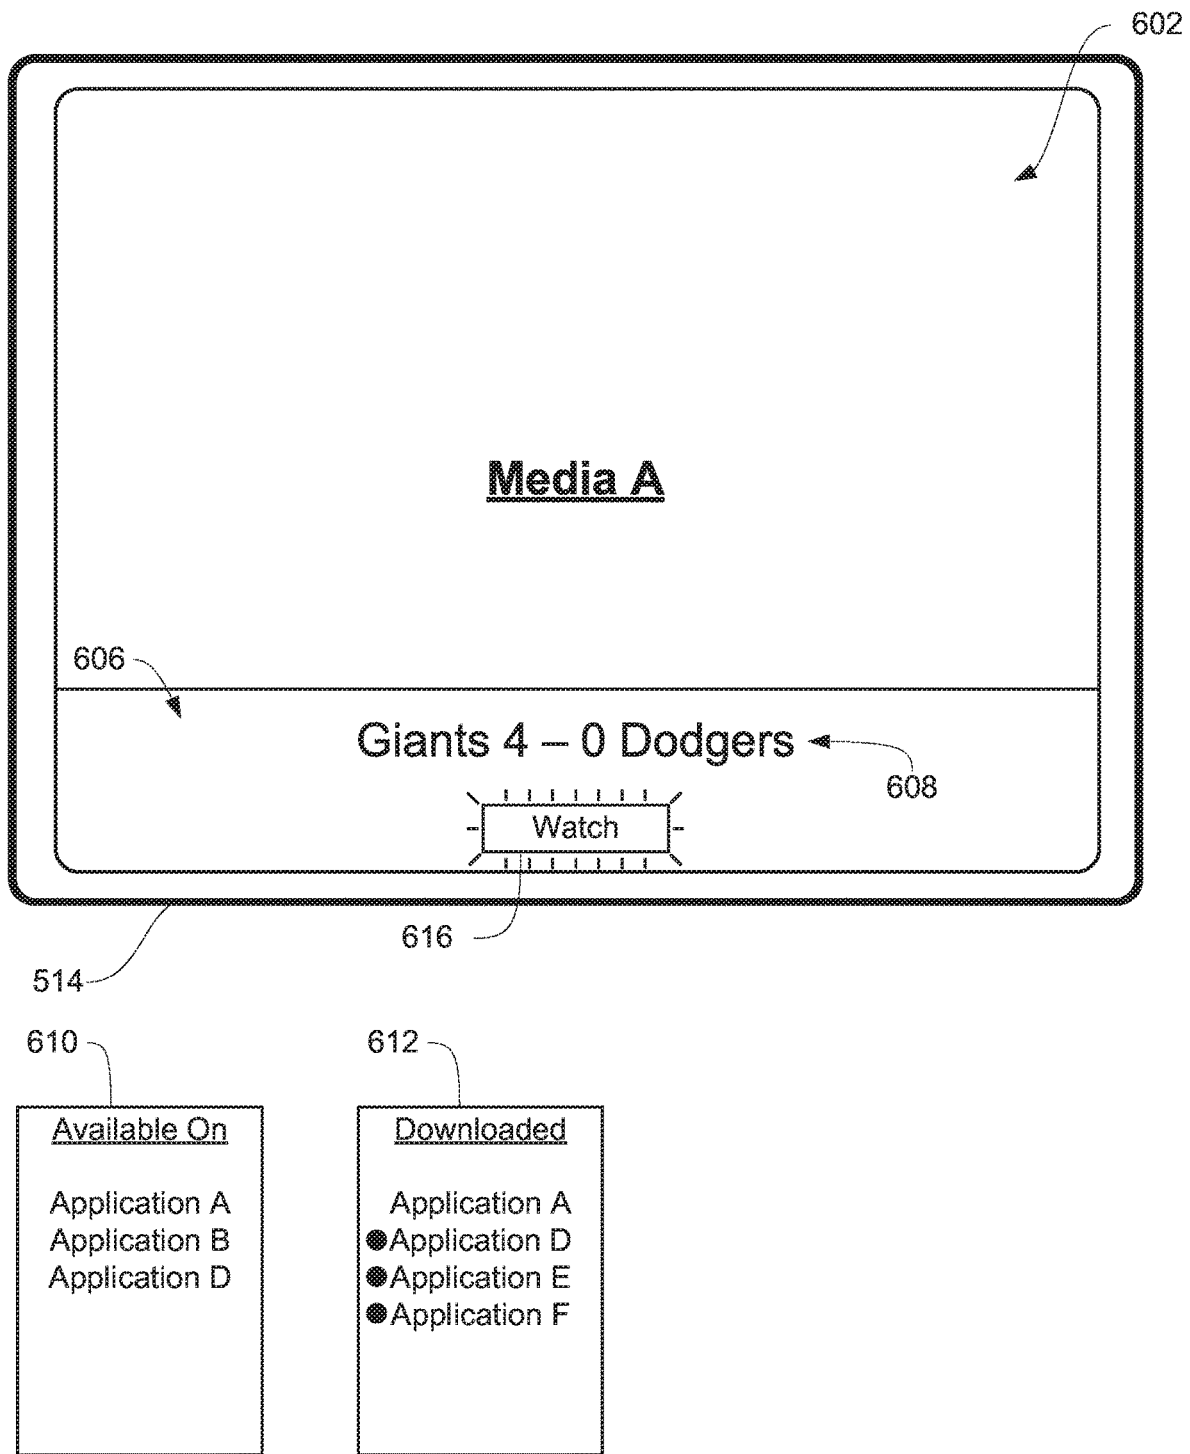 602
Media A
606
Giants 4 – 0 Dodgers
608
Watch
616
514
610
612
Available On
Application A
Application B
Application D
Downloaded
Application A
●Application D
●Application E
●Application F